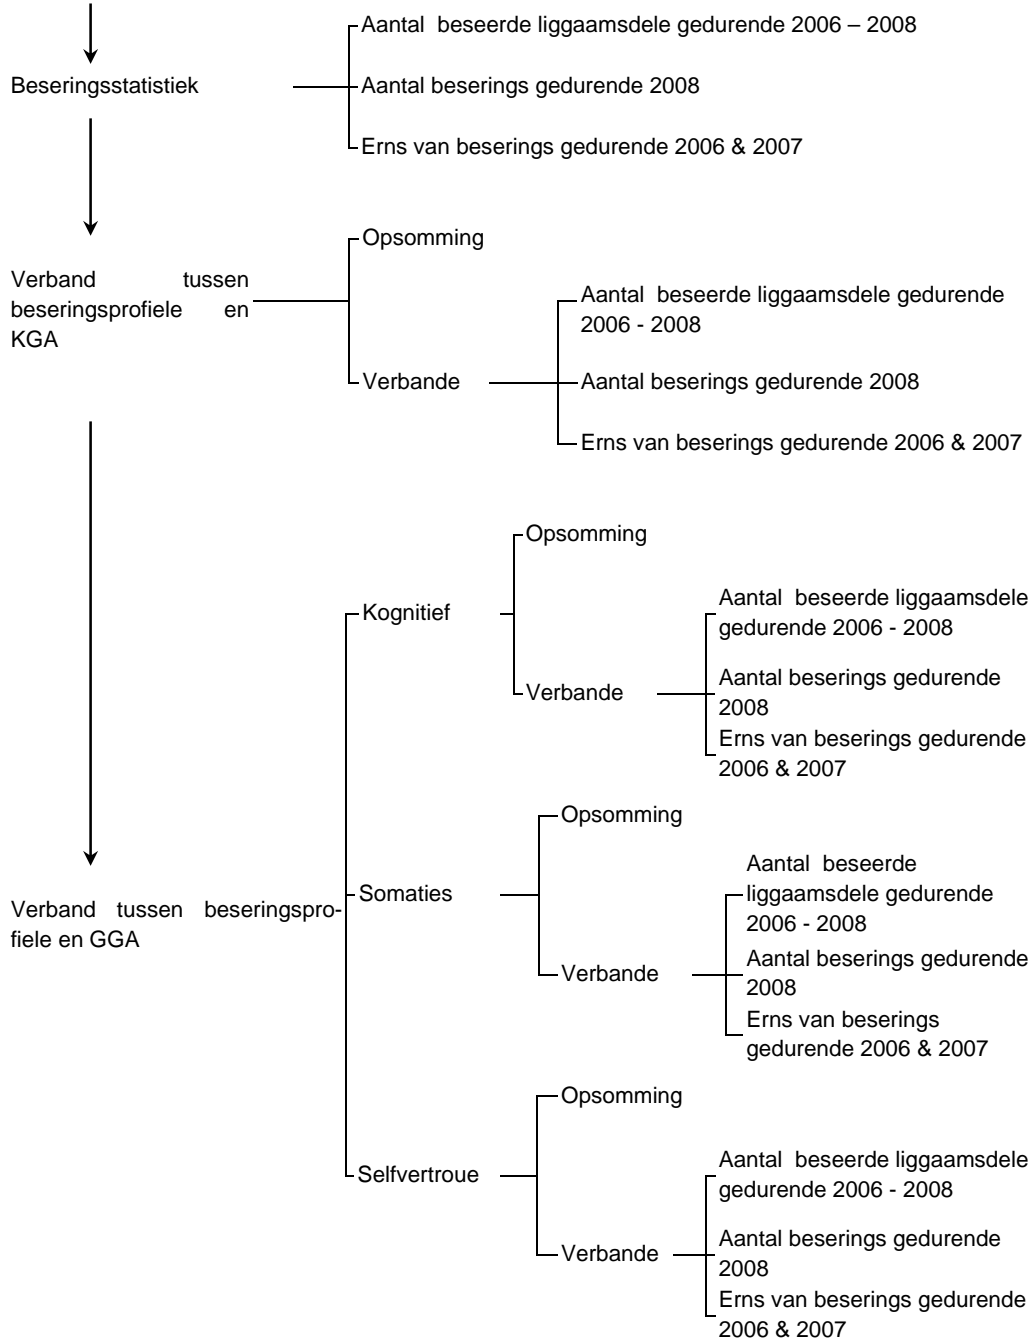 Aantal beseerde liggaamsdele gedurende 2006 – 2008
Beseringsstatistiek
Aantal beserings gedurende 2008
Erns van beserings gedurende 2006 & 2007
Verband tussen
beseringsprofiele en
KGA
Opsomming
Verbande
Aantal beseerde liggaamsdele gedurende
2006 - 2008
Aantal beserings gedurende 2008
Erns van beserings gedurende 2006 & 2007
Verband tussen beseringspro-
fiele en GGA
Kognitief
Opsomming
Verbande
Aantal beseerde liggaamsdele
gedurende 2006 - 2008
Aantal beserings gedurende
2008
Erns van beserings gedurende
2006 & 2007
Somaties
Opsomming
Verbande
Aantal beseerde
liggaamsdele gedurende
2006 - 2008
Aantal beserings gedurende
2008
Erns van beserings
gedurende 2006 & 2007
Selfvertroue
Opsomming
Verbande
Aantal beseerde liggaamsdele
gedurende 2006 - 2008
Aantal beserings gedurende
2008
Erns van beserings gedurende
2006 & 2007